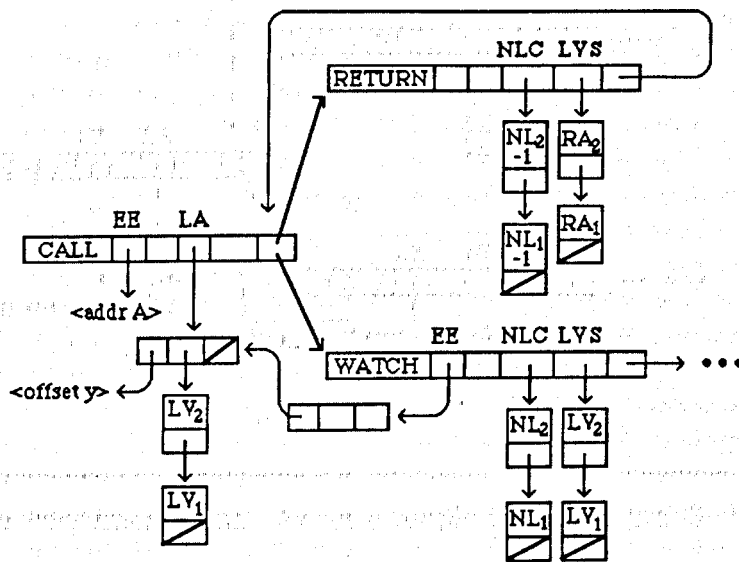 NLC LVS
RETURN
NL2
-1
RA2
NL1
-1
RA1
EE LA
CALL
<addr A>
EE NLC LVS
WATCH
•••
<offset y>
LV2
NL2
LV2
LV1
NL1
LV1